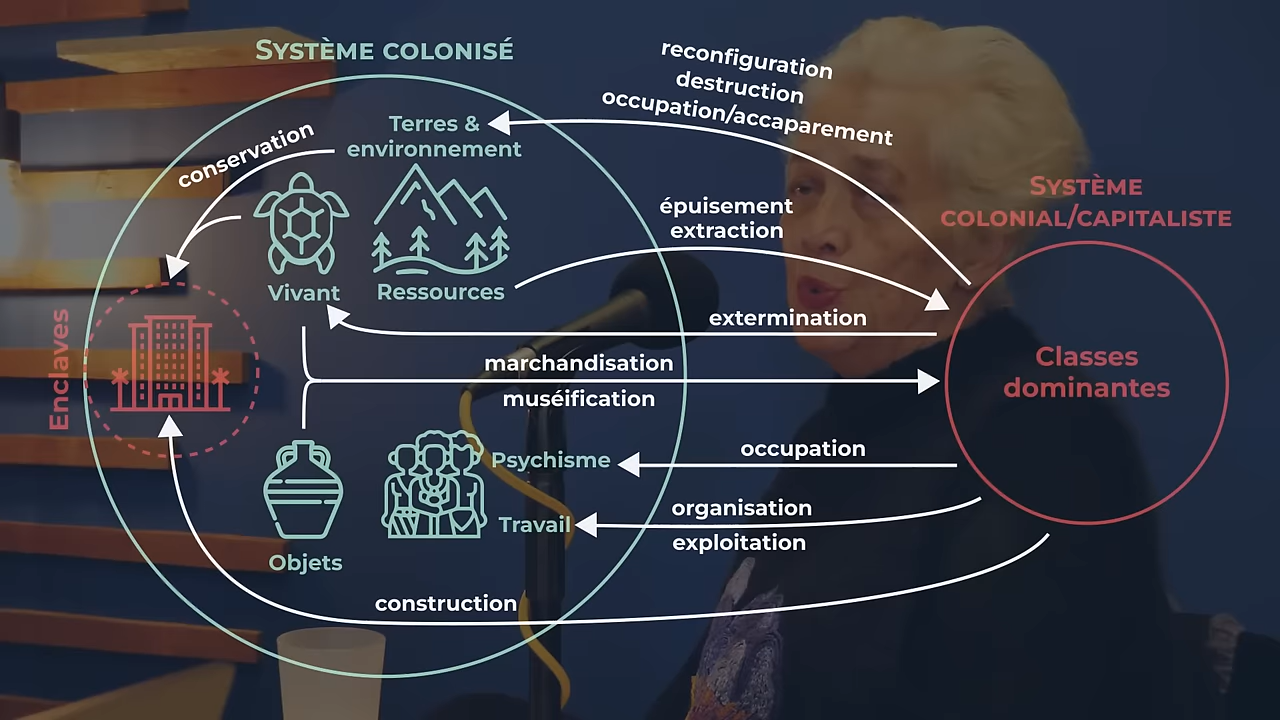 SYSTÈME COLONISÉ
reconfiguration
destruction
occupation/accaparement
conservation
Terres &
environnement
SYSTÈME
COLONIAL/CAPITALISTE
épuisement
extraction
Vivant
Ressources
extermination
Enclaves
marchandisation
muséification
Classes
dominantes
occupation
Psychisme
organisation
Travail
exploitation
Objets
construction